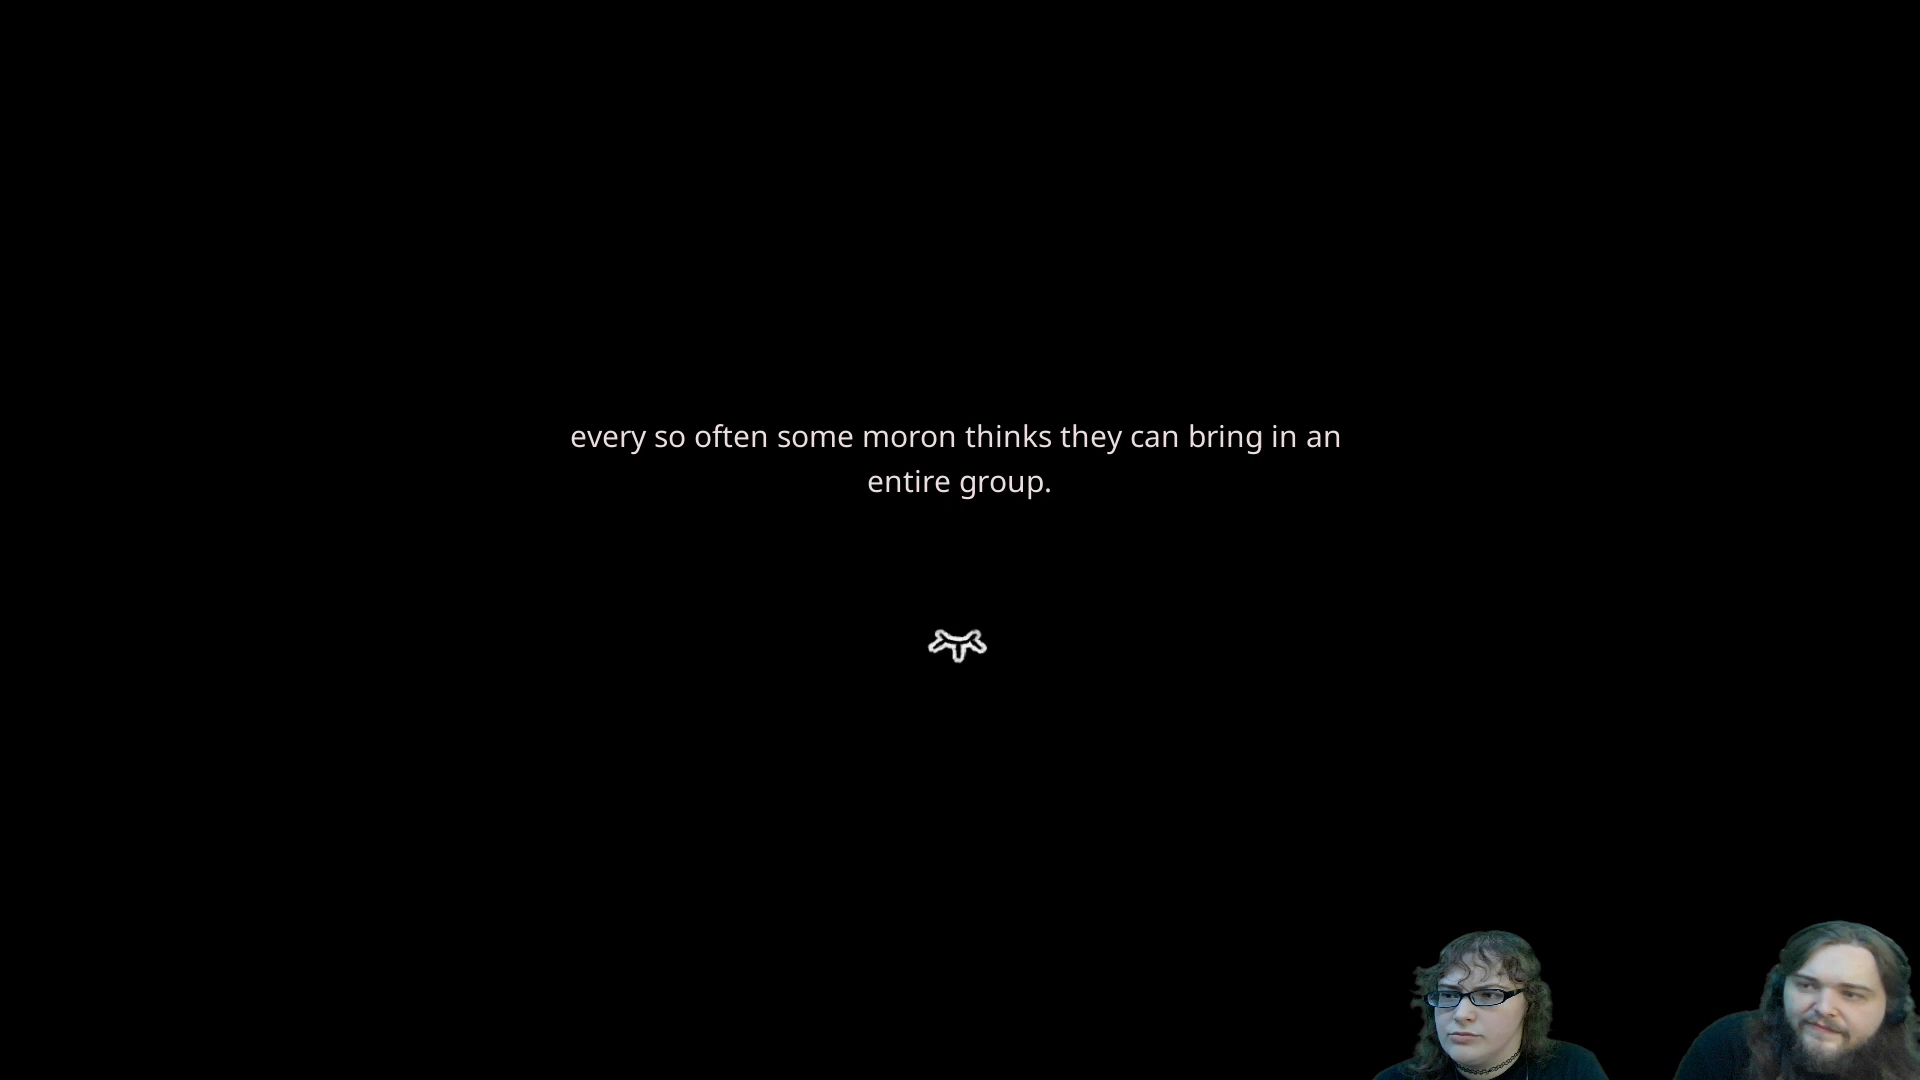 every so often some moron thinks they can bring in an
entire group.